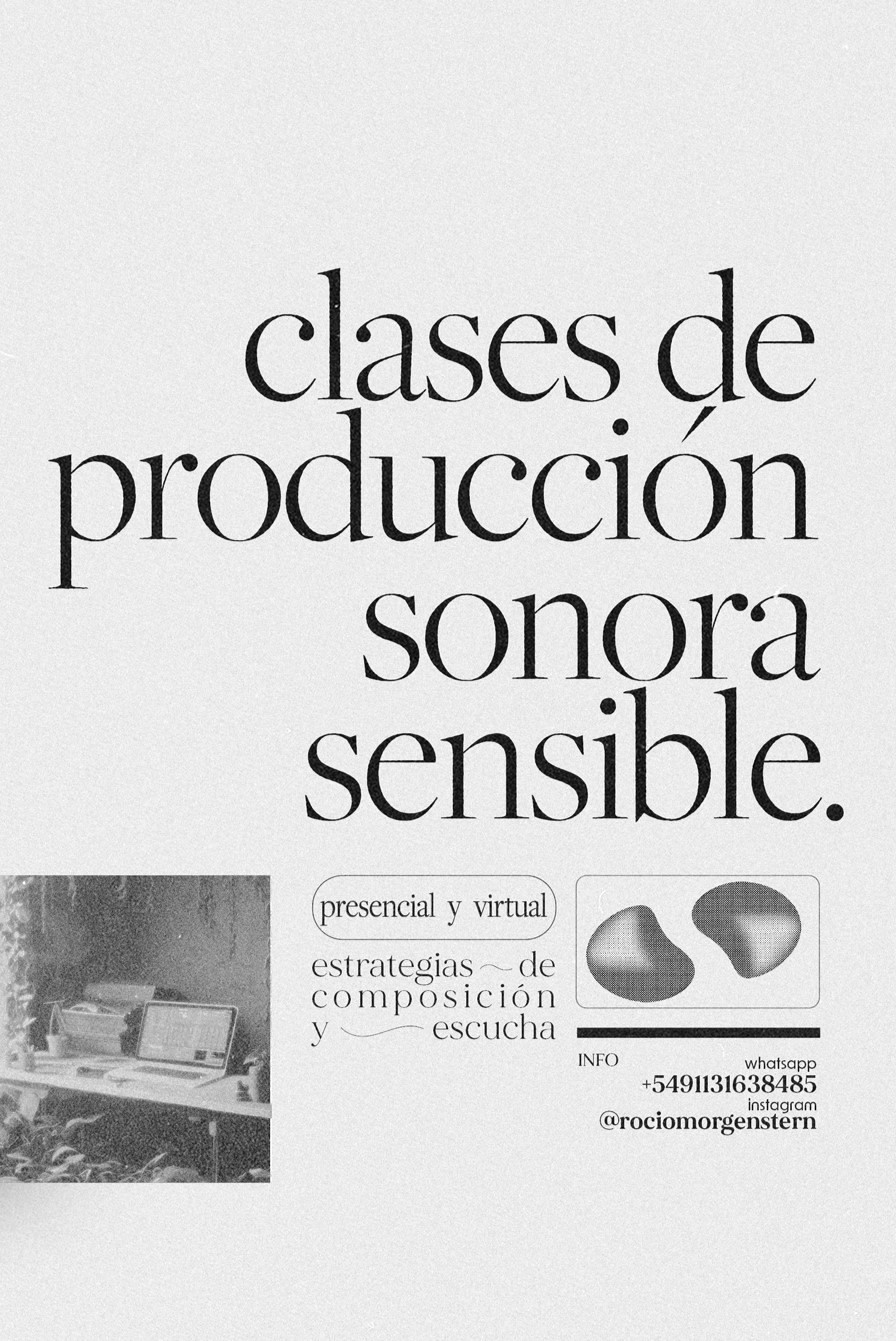 clases de
producción
sonora
sensible.
presencial y virtual
estrategias de
composición
y escucha
INFO
whatsapp
+5491131638485
instagram
@rociomorgenstern